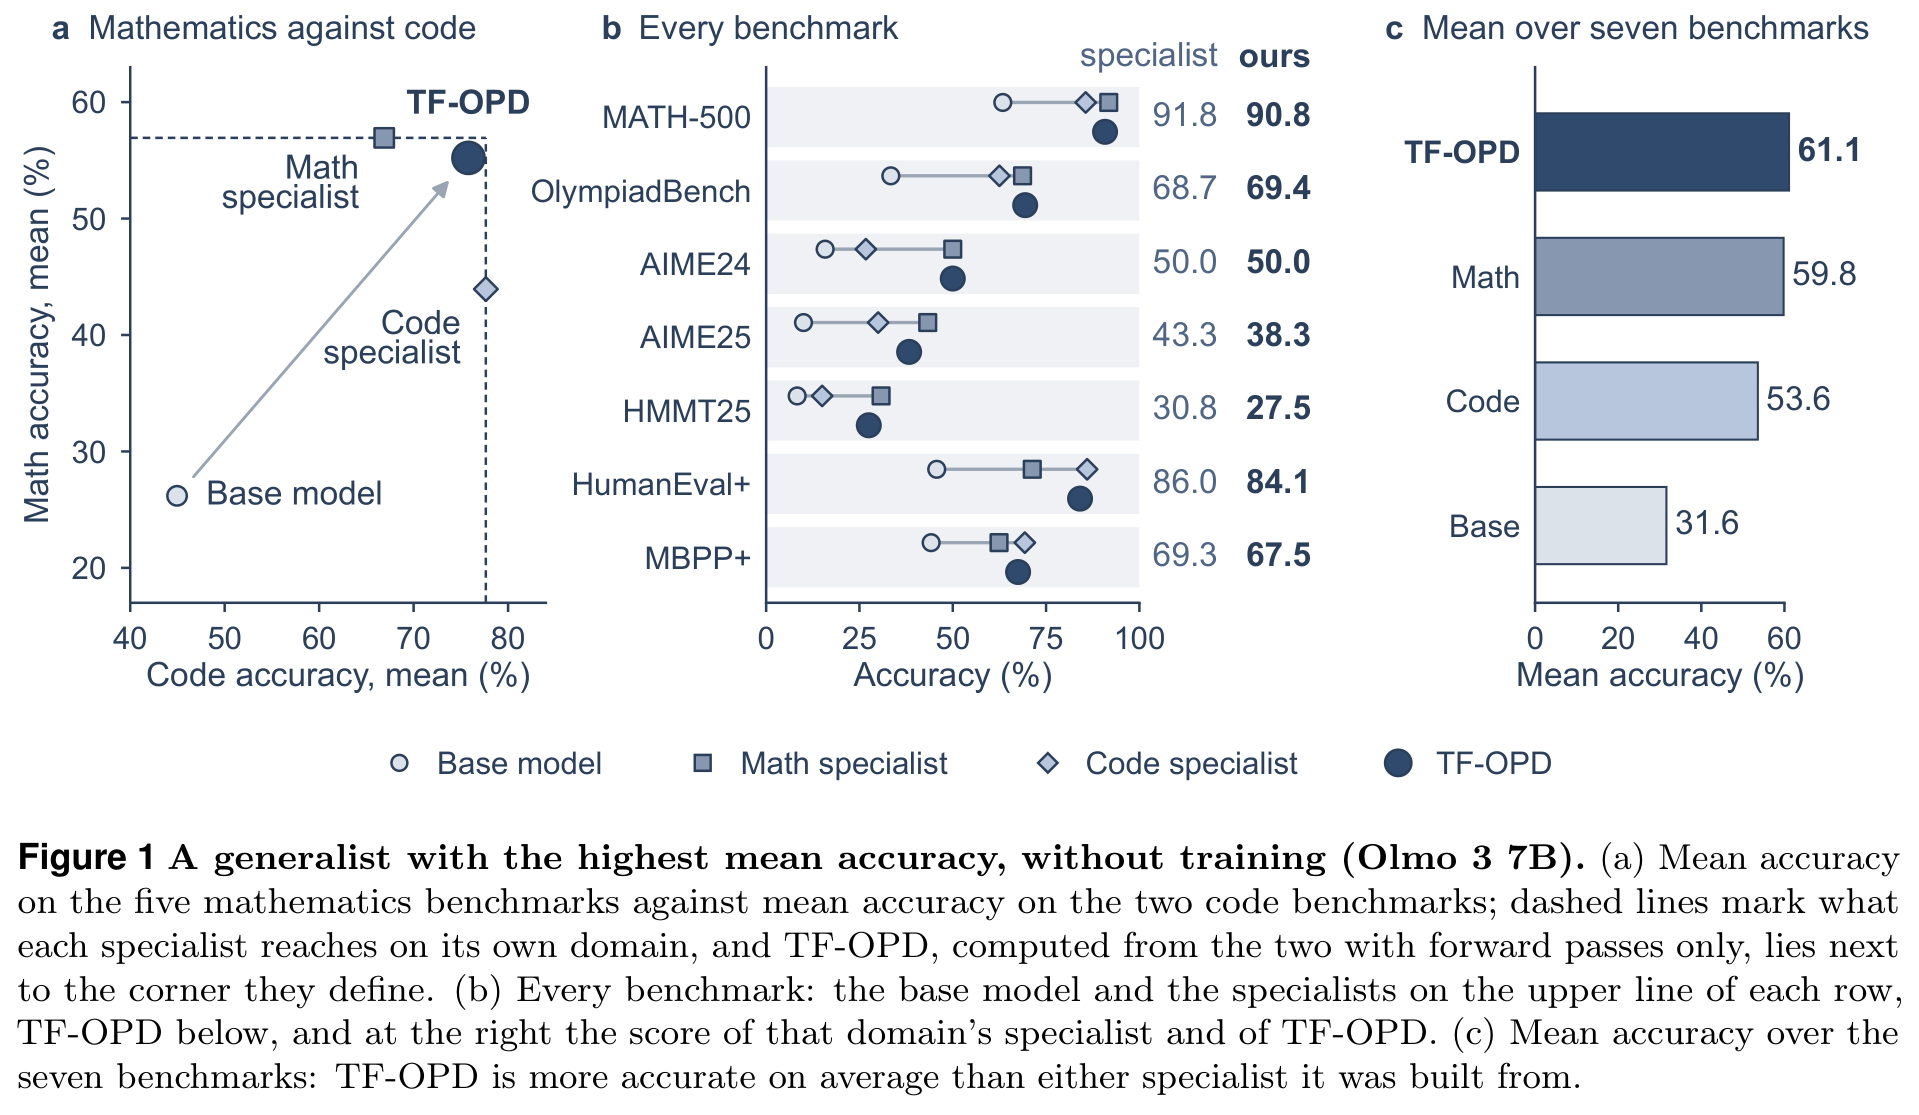 a Mathematics against code
Math accuracy, mean (%)
60
50
40
30
20
TF-OPD
Math
specialist
Code
specialist
Base model
40 50 60 70 80
Code accuracy, mean (%)
b Every benchmark
specialist ours
MATH-500 91.8 90.8
OlympiadBench 68.7 69.4
AIME24 50.0 50.0
AIME25 43.3 38.3
HMMT25 30.8 27.5
HumanEval+ 86.0 84.1
MBPP+ 69.3 67.5
0 25 50 75 100
Accuracy (%)
c Mean over seven benchmarks
TF-OPD 61.1
Math 59.8
Code 53.6
Base 31.6
0 20 40 60
Mean accuracy (%)
Base model Math specialist Code specialist TF-OPD
Figure 1 A generalist with the highest mean accuracy, without training (Olmo 3 7B). (a) Mean accuracy
on the five mathematics benchmarks against mean accuracy on the two code benchmarks; dashed lines mark what
each specialist reaches on its own domain, and TF-OPD, computed from the two with forward passes only, lies next
to the corner they define. (b) Every benchmark: the base model and the specialists on the upper line of each row,
TF-OPD below, and at the right the score of that domain's specialist and of TF-OPD. (c) Mean accuracy over the
seven benchmarks: TF-OPD is more accurate on average than either specialist it was built from.